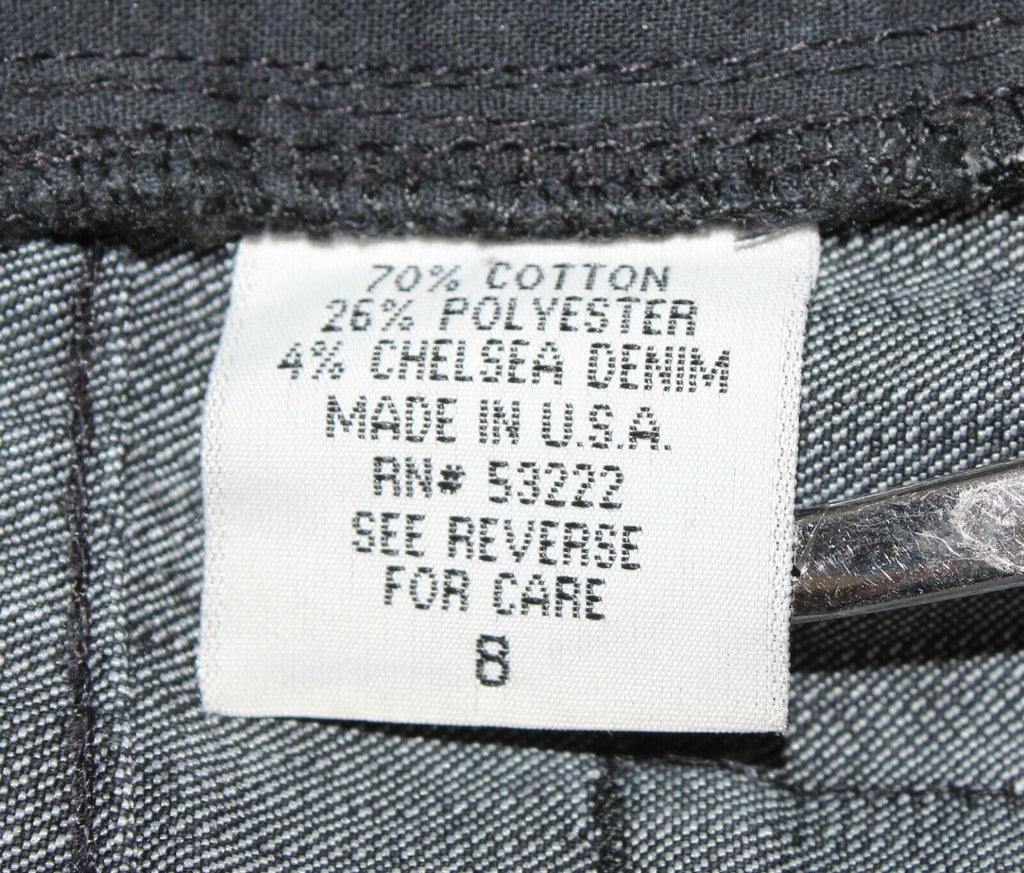 70% COTTON
26% POLYESTER
4% CHELSEA DENIM
MADE IN U.S.A.
RN# 53222
SEE REVERSE
FOR CARE
8